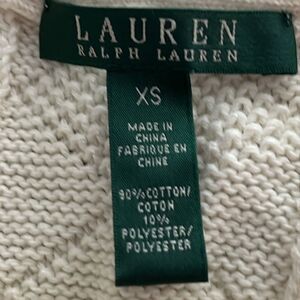 LAUREN
RALPH LAUREN
XS
MADE IN
CHINA
FABRIQUE EN
CHINE
90% COTTON/
COTON
10%
POLYESTER/
POLYESTER